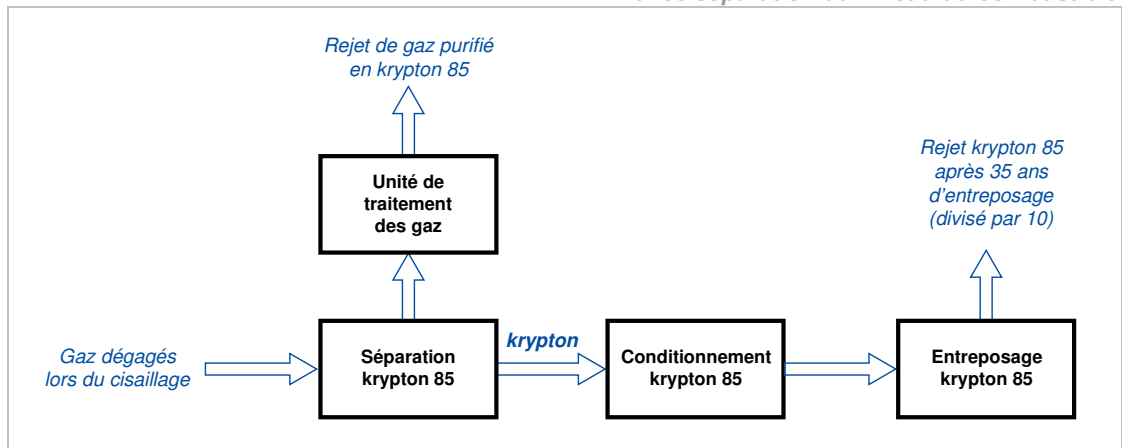 Rejet de gaz purifié
en krypton 85
Unité de
traitement
des gaz
Rejet krypton 85
après 35 ans
d'entreposage
(divisé par 10)
Gaz dégagés
lors du cisaillage
Séparation
krypton 85
krypton
Conditionnement
krypton 85
Entreposage
krypton 85